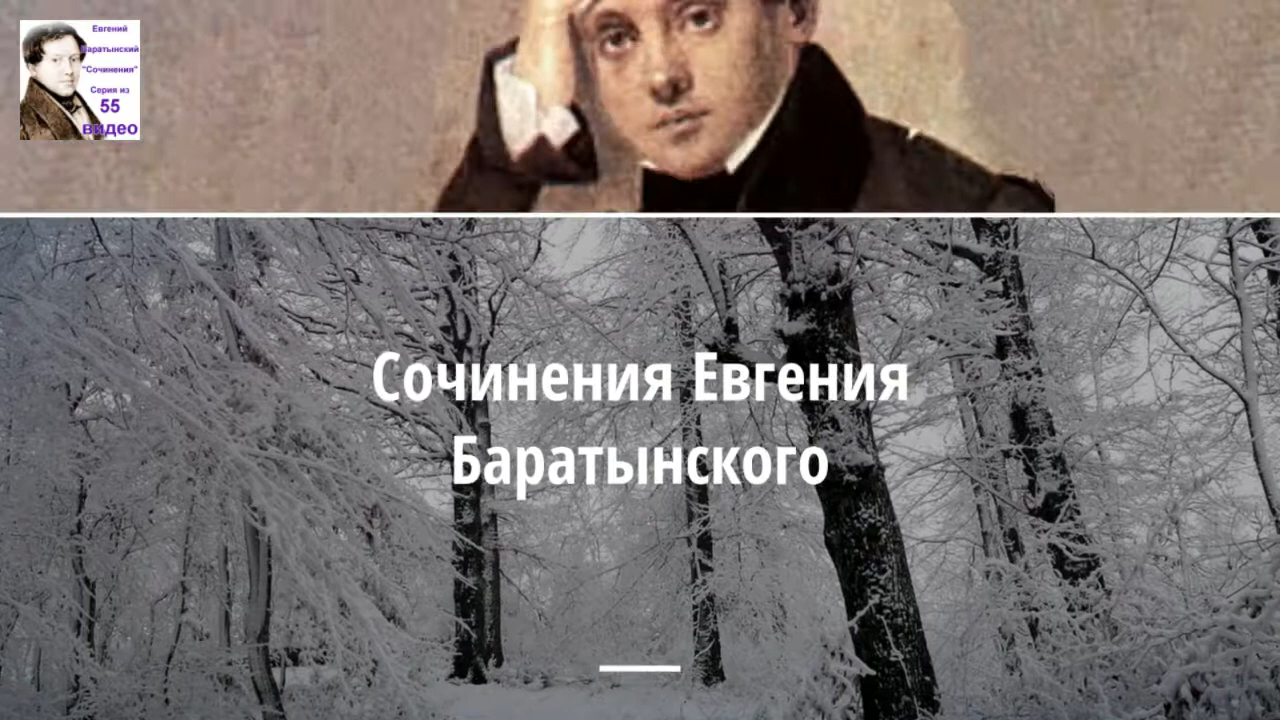 Евгений
Баратынский
"Сочинения"
Серия из
55
видео
Сочинения Евгения
Баратынского